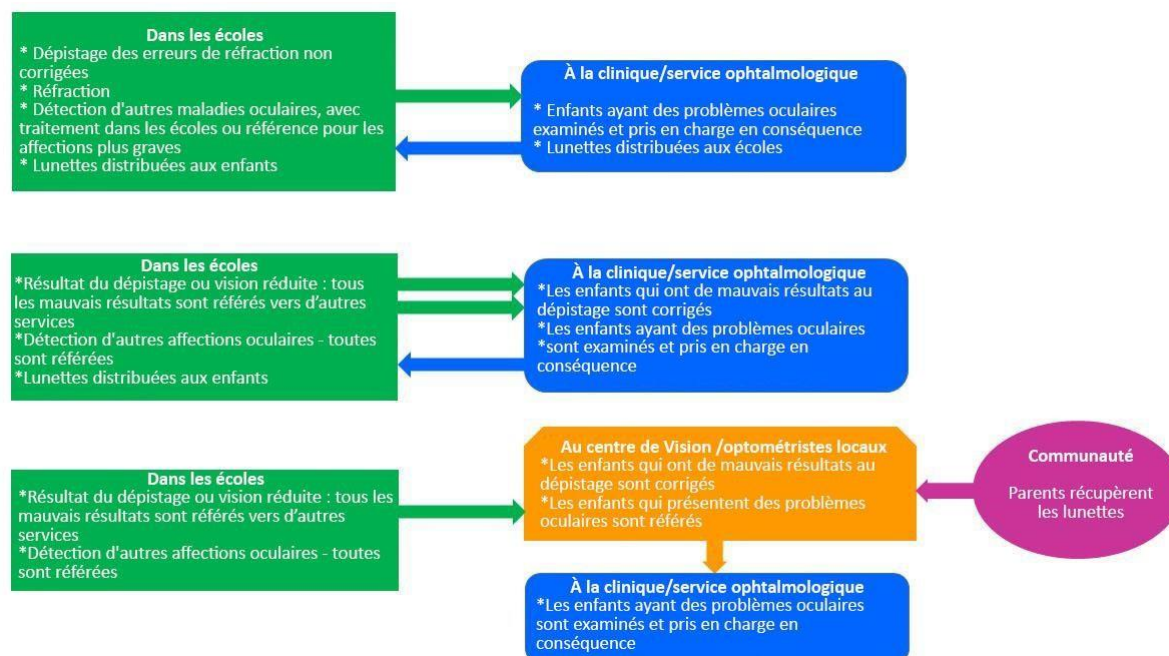 Dans les écoles
* Dépistage des erreurs de réfraction non
corrigées
* Réfraction
* Détection d'autres maladies oculaires, avec
traitement dans les écoles ou référence pour les
affections plus graves
* Lunettes distribuées aux enfants
À la clinique/service ophtalmologique
* Enfants ayant des problèmes oculaires
examinés et pris en charge en conséquence
* Lunettes distribuées aux écoles
Dans les écoles
*Résultat du dépistage ou vision réduite : tous
les mauvais résultats sont référés vers d’autres
services
*Détection d'autres affections oculaires - toutes
sont référées
*Lunettes distribuées aux enfants
À la clinique/service ophtalmologique
*Les enfants qui ont de mauvais résultats au
dépistage sont corrigés
*Les enfants ayant des problèmes oculaires
*sont examinés et pris en charge en
conséquence
Dans les écoles
*Résultat du dépistage ou vision réduite : tous les
mauvais résultats sont référés vers d’autres
services
*Détection d'autres affections oculaires - toutes
sont référées
Au centre de Vision /optométristes locaux
*Les enfants qui ont de mauvais résultats au
dépistage sont corrigés
*Les enfants qui présentent des problèmes
oculaires sont référés
Communauté
Parents récupèrent
les lunettes
À la clinique/service ophtalmologique
*Les enfants ayant des problèmes oculaires
sont examinés et pris en charge en
conséquence